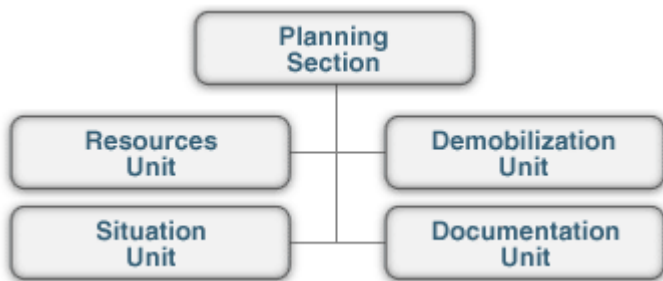 Planning
Section
Resources
Unit
Demobilization
Unit
Situation
Unit
Documentation
Unit